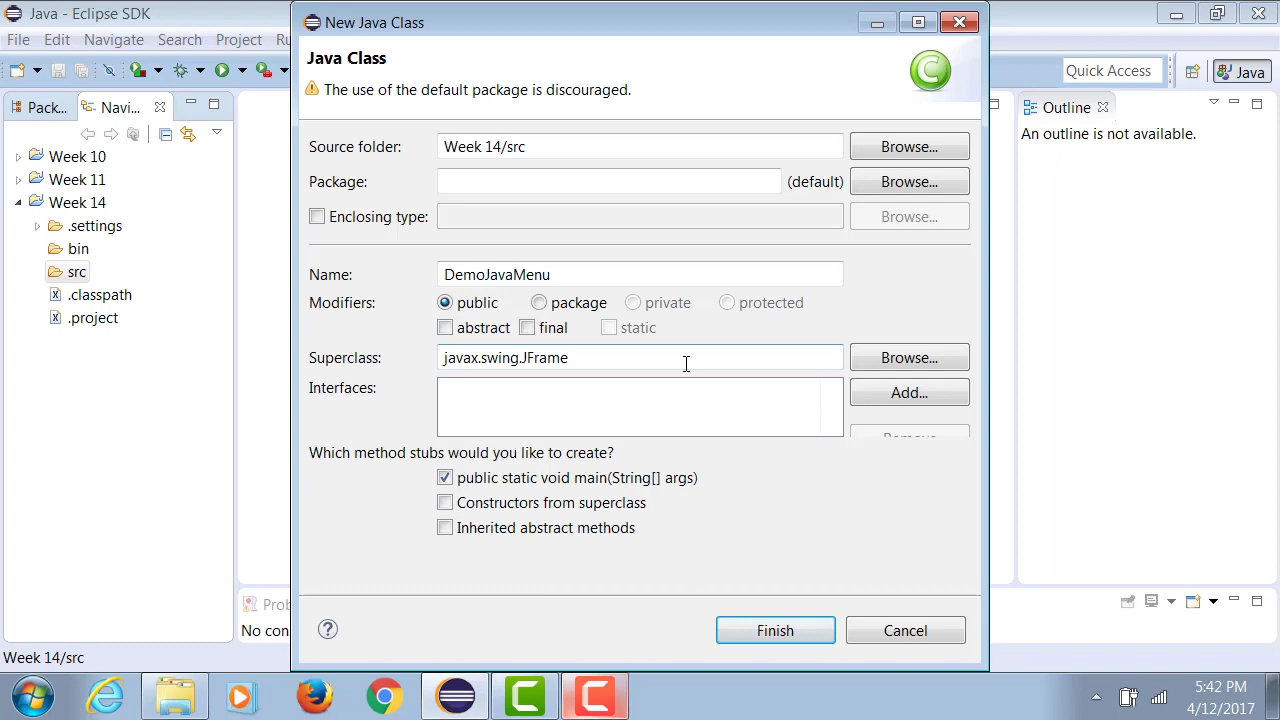 Java - Eclipse SDK
File Edit Navigate Search Project Ru
Quick Access
Java
Pack...
Navi...
Week 10
Week 11
Week 14
.settings
bin
src
.classpath
.project
New Java Class
Java Class
The use of the default package is discouraged.
Source folder: Week 14/src Browse...
Package: (default) Browse...
Enclosing type: Browse...
Name: DemoJavaMenu
Modifiers: public package private protected
abstract final static
Superclass: javax.swing.JFrame Browse...
Interfaces: Add...
Remove...
Which method stubs would you like to create?
public static void main(String[] args)
Constructors from superclass
Inherited abstract methods
Finish Cancel
Outline
An outline is not available.
Prob
No con
Week 14/src
5:42 PM
4/12/2017